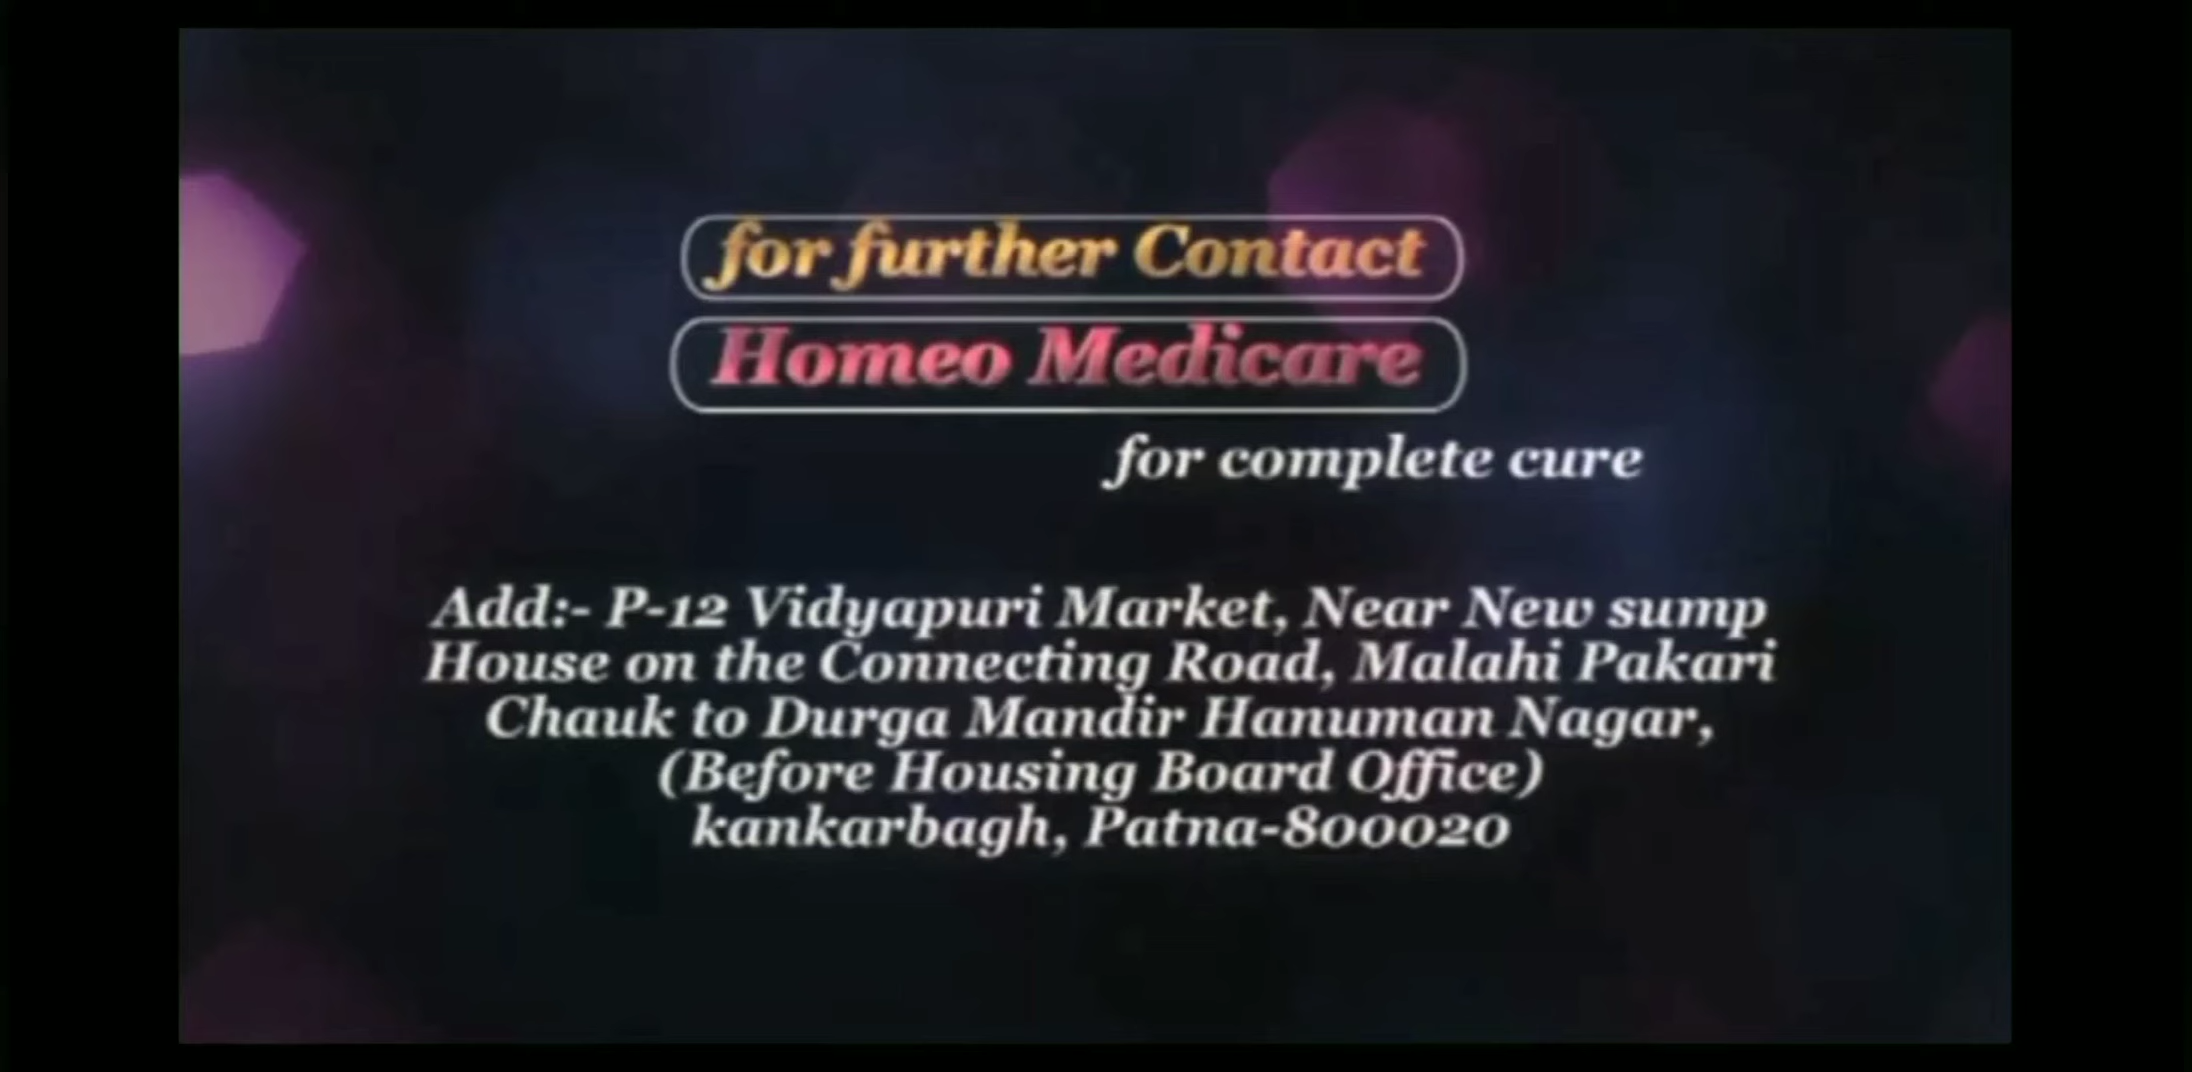 for further Contact
Homeo Medicare
for complete cure
Add:- P-12 Vidyapuri Market, Near New sump
House on the Connecting Road, Malahi Pakari
Chauk to Durga Mandir Hanuman Nagar,
(Before Housing Board Office)
kankarbagh, Patna-800020